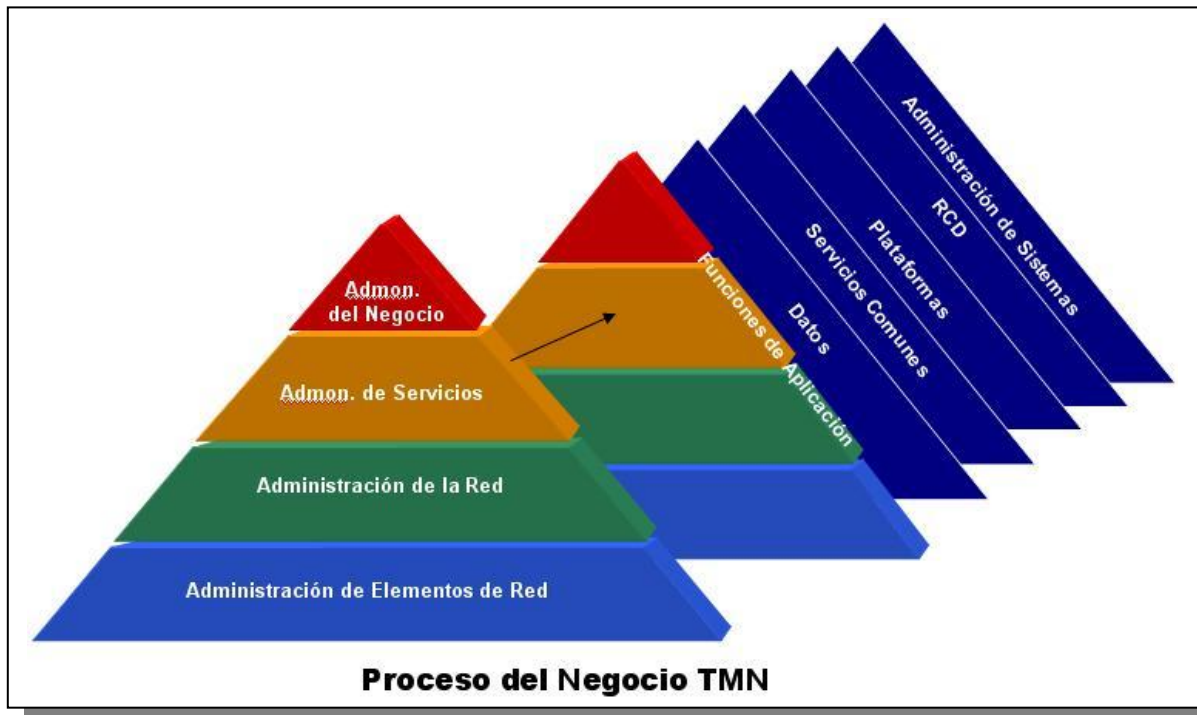 Admon.
del Negocio
Admon. de Servicios
Administración de la Red
Administración de Elementos de Red
Funciones de Aplicación
Datos
Servicios Comunes
Plataformas
RCD
Administración de Sistemas
Proceso del Negocio TMN